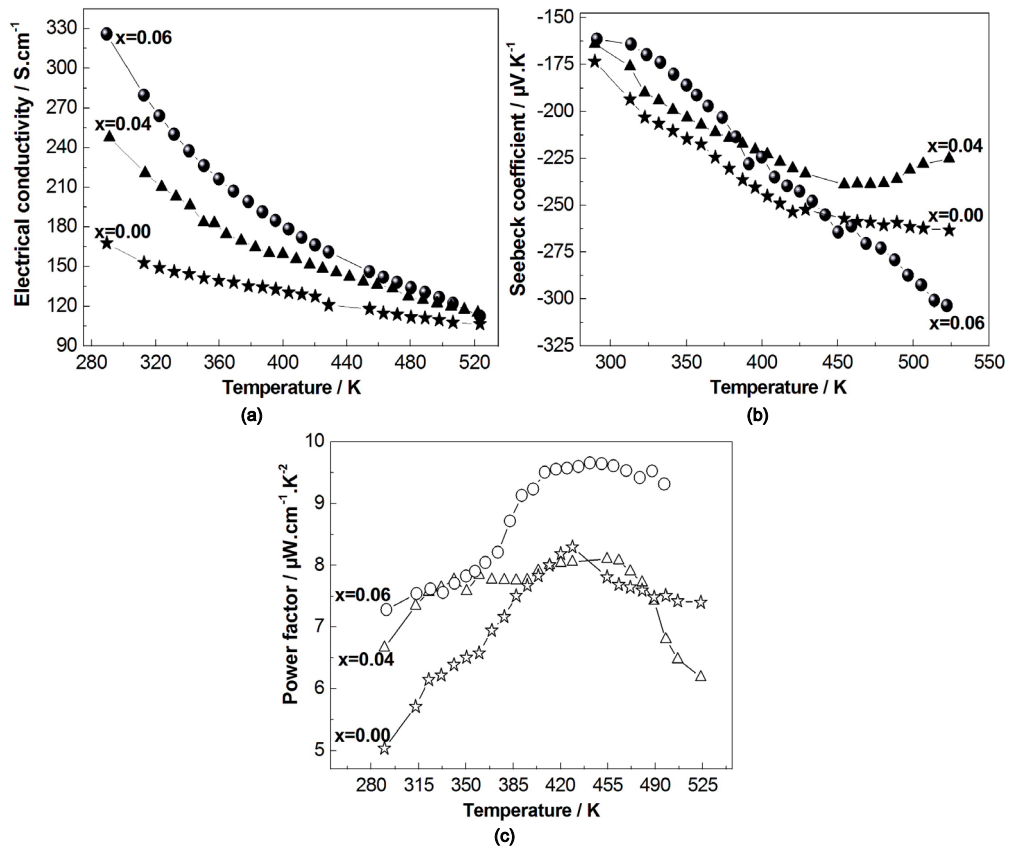 330
300
270
240
210
180
150
120
90
Electrical conductivity / S.cm⁻¹
x=0.06
x=0.04
x=0.00
280 320 360 400 440 480 520
Temperature / K
(a)
-150
-175
-200
-225
-250
-275
-300
-325
Seebeck coefficient / µV.K⁻¹
x=0.04
x=0.00
x=0.06
300 350 400 450 500 550
Temperature / K
(b)
10
9
8
7
6
5
Power factor / µW.cm⁻¹.K⁻²
x=0.06
x=0.04
x=0.00
280 315 350 385 420 455 490 525
Temperature / K
(c)